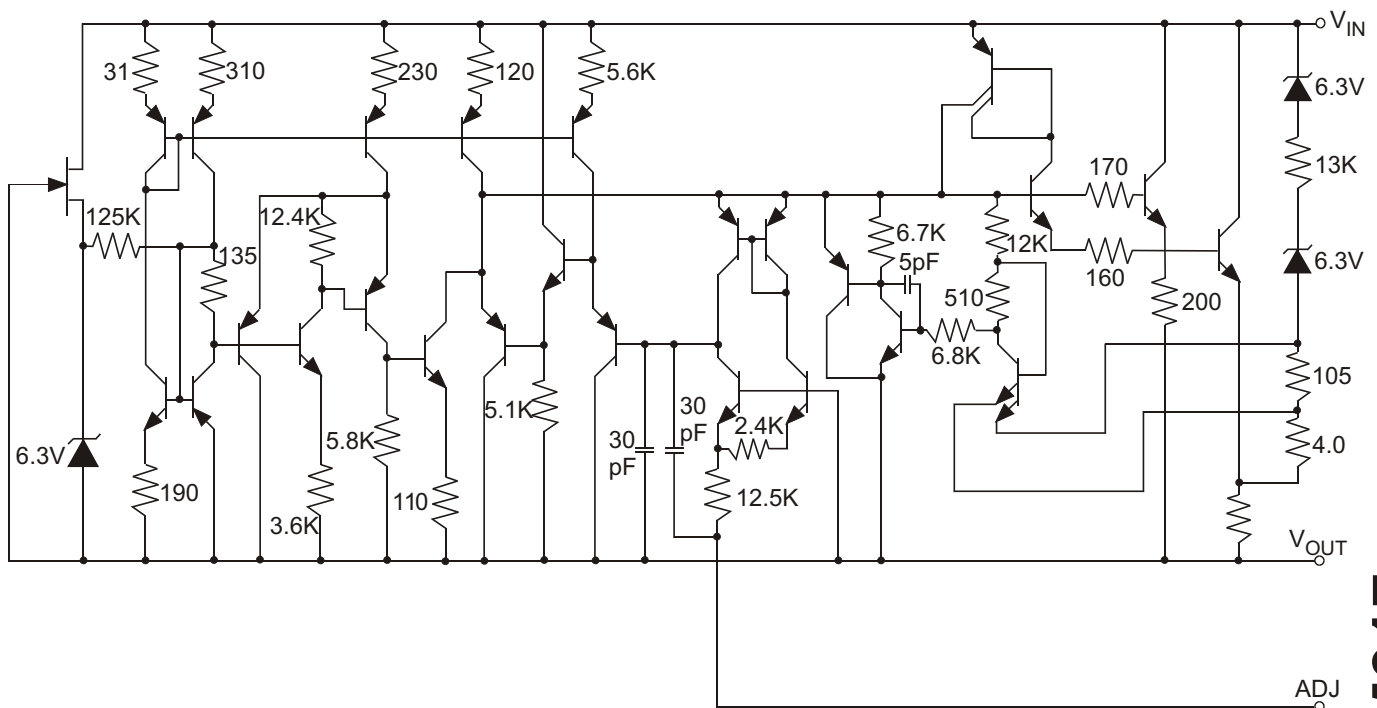 V_IN
31
310
230
120
5.6K
6.3V
13K
170
125K
12.4K
135
6.7K
12K
5pF
160
6.3V
510
200
6.8K
105
5.1K
30
pF
30
pF
2.4K
4.0
6.3V
5.8K
190
110
12.5K
3.6K
V_OUT
ADJ